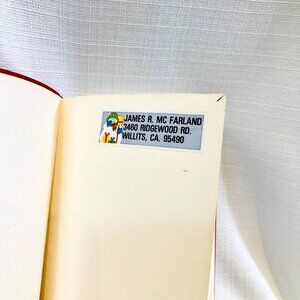 JAMES R. MC FARLAND
3460 RIDGEWOOD RD.
WILLITS, CA. 95490